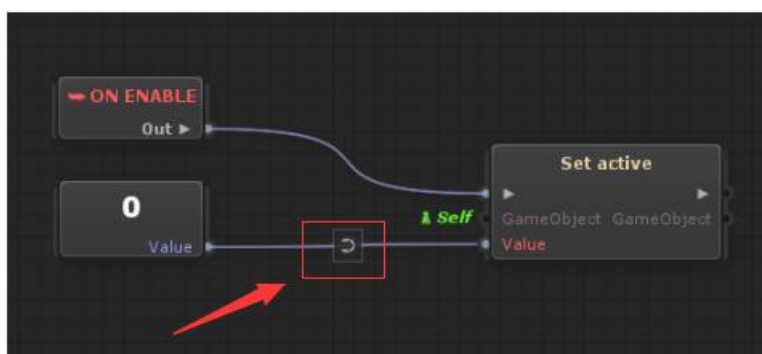 ON ENABLE
Out
0
Value
Set active
Self
GameObject GameObject
Value